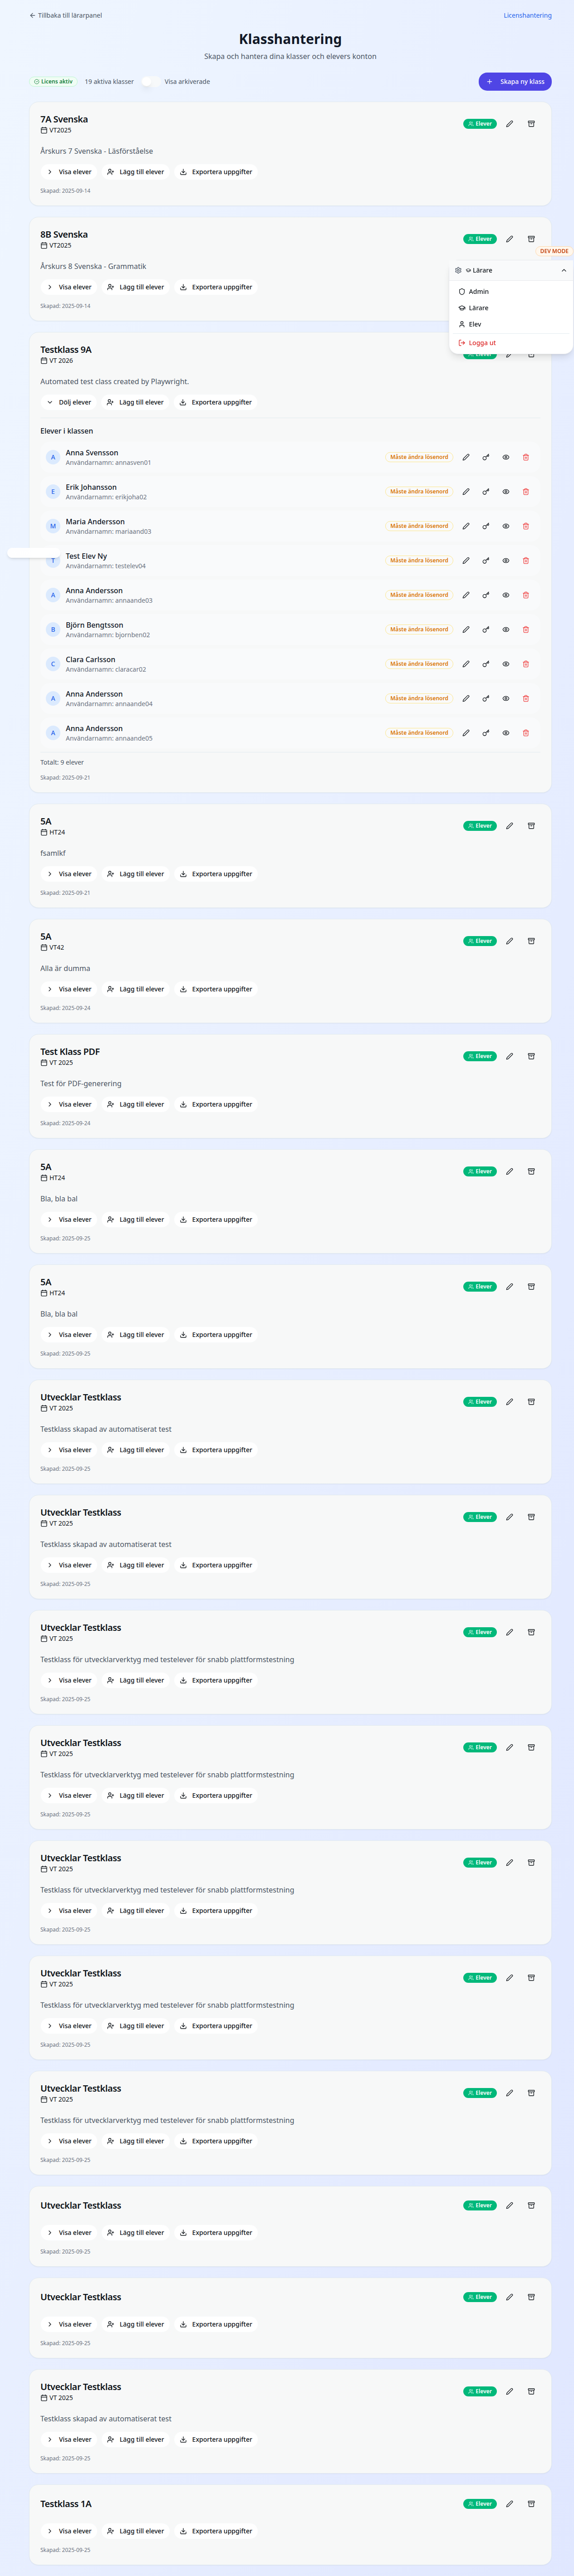 Tillbaka till lärarpanel
Licenshantering
Klasshantering
Skapa och hantera dina klasser och elevers konton
Licens aktiv
19 aktiva klasser
Visa arkiverade
Skapa ny klass
7A Svenska
Elever
VT2025
Årskurs 7 Svenska - Läsförståelse
Visa elever
Lägg till elever
Exportera uppgifter
Skapad: 2025-09-14
8B Svenska
Elever
VT2025
DEV MODE
Årskurs 8 Svenska - Grammatik
Lärare
Visa elever
Lägg till elever
Exportera uppgifter
Admin
Skapad: 2025-09-14
Lärare
Elev
Logga ut
Testklass 9A
VT 2026
Automated test class created by Playwright.
Dölj elever
Lägg till elever
Exportera uppgifter
Elever i klassen
A
Anna Svensson
Användarnamn: annasven01
Måste ändra lösenord
E
Erik Johansson
Användarnamn: erikjoha02
Måste ändra lösenord
M
Maria Andersson
Användarnamn: mariaand03
Måste ändra lösenord
T
Test Elev Ny
Användarnamn: testelev04
Måste ändra lösenord
A
Anna Andersson
Användarnamn: annaande03
Måste ändra lösenord
B
Björn Bengtsson
Användarnamn: bjornben02
Måste ändra lösenord
C
Clara Carlsson
Användarnamn: claracar02
Måste ändra lösenord
A
Anna Andersson
Användarnamn: annaande04
Måste ändra lösenord
A
Anna Andersson
Användarnamn: annaande05
Måste ändra lösenord
Totalt: 9 elever
Skapad: 2025-09-21
5A
Elever
HT24
fsamlkf
Visa elever
Lägg till elever
Exportera uppgifter
Skapad: 2025-09-21
5A
Elever
VT42
Alla är dumma
Visa elever
Lägg till elever
Exportera uppgifter
Skapad: 2025-09-24
Test Klass PDF
Elever
VT 2025
Test för PDF-generering
Visa elever
Lägg till elever
Exportera uppgifter
Skapad: 2025-09-24
5A
Elever
HT24
Bla, bla bal
Visa elever
Lägg till elever
Exportera uppgifter
Skapad: 2025-09-25
5A
Elever
HT24
Bla, bla bal
Visa elever
Lägg till elever
Exportera uppgifter
Skapad: 2025-09-25
Utvecklar Testklass
Elever
VT 2025
Testklass skapad av automatiserat test
Visa elever
Lägg till elever
Exportera uppgifter
Skapad: 2025-09-25
Utvecklar Testklass
Elever
VT 2025
Testklass skapad av automatiserat test
Visa elever
Lägg till elever
Exportera uppgifter
Skapad: 2025-09-25
Utvecklar Testklass
Elever
VT 2025
Testklass för utvecklarverktyg med testelever för snabb plattformstestning
Visa elever
Lägg till elever
Exportera uppgifter
Skapad: 2025-09-25
Utvecklar Testklass
Elever
VT 2025
Testklass för utvecklarverktyg med testelever för snabb plattformstestning
Visa elever
Lägg till elever
Exportera uppgifter
Skapad: 2025-09-25
Utvecklar Testklass
Elever
VT 2025
Testklass för utvecklarverktyg med testelever för snabb plattformstestning
Visa elever
Lägg till elever
Exportera uppgifter
Skapad: 2025-09-25
Utvecklar Testklass
Elever
VT 2025
Testklass för utvecklarverktyg med testelever för snabb plattformstestning
Visa elever
Lägg till elever
Exportera uppgifter
Skapad: 2025-09-25
Utvecklar Testklass
Elever
VT 2025
Testklass för utvecklarverktyg med testelever för snabb plattformstestning
Visa elever
Lägg till elever
Exportera uppgifter
Skapad: 2025-09-25
Utvecklar Testklass
Elever
Visa elever
Lägg till elever
Exportera uppgifter
Skapad: 2025-09-25
Utvecklar Testklass
Elever
Visa elever
Lägg till elever
Exportera uppgifter
Skapad: 2025-09-25
Utvecklar Testklass
Elever
VT 2025
Testklass skapad av automatiserat test
Visa elever
Lägg till elever
Exportera uppgifter
Skapad: 2025-09-25
Testklass 1A
Elever
Visa elever
Lägg till elever
Exportera uppgifter
Skapad: 2025-09-25